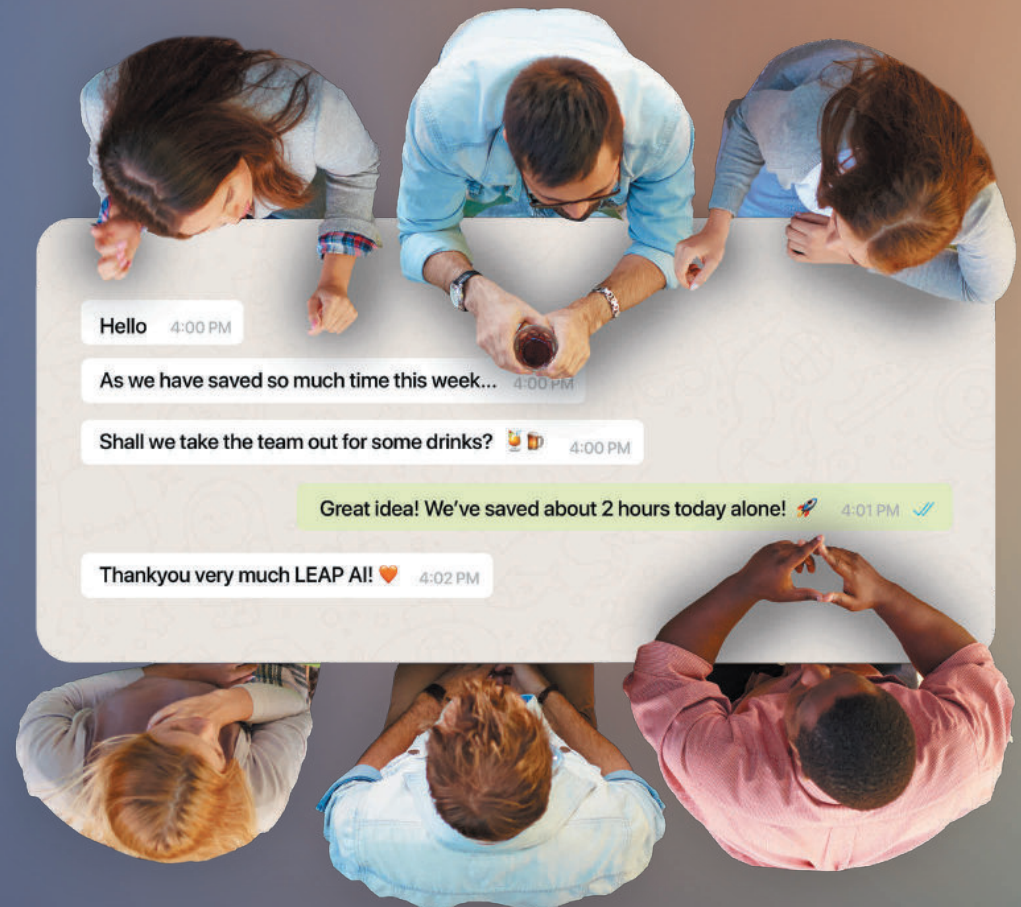 Hello 4:00 PM
As we have saved so much time this week... 4:00 PM
Shall we take the team out for some drinks? 🍹🍺 4:00 PM
Great idea! We've saved about 2 hours today alone! 🚀 4:01 PM
Thankyou very much LEAP AI! 🧡 4:02 PM